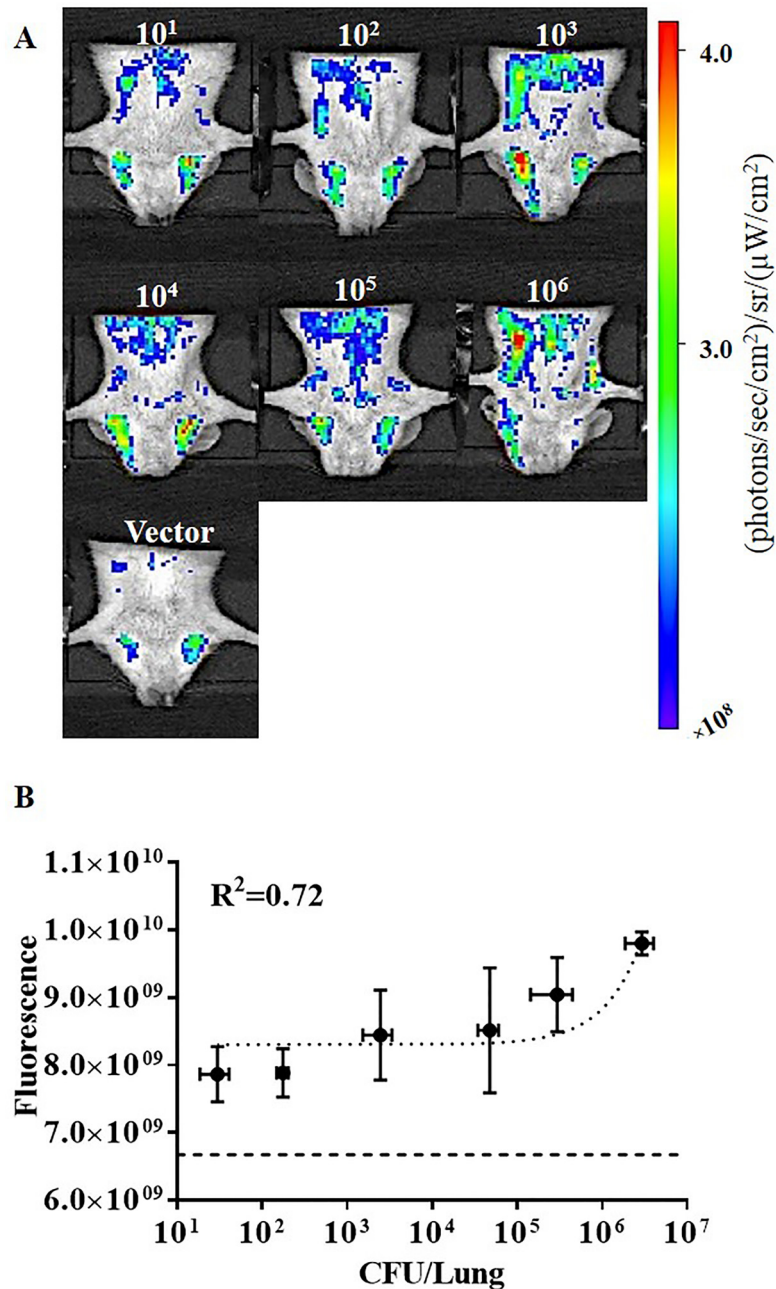 A
10¹
10²
10³
4.0
10⁴
10⁵
10⁶
3.0
(photons/sec/cm²)/sr/(μW/cm²)
Vector
×10⁸
B
1.1×10¹⁰
R²=0.72
1.0×10¹⁰
9.0×10⁰⁹
8.0×10⁰⁹
7.0×10⁰⁹
6.0×10⁰⁹
Fluorescence
10¹ 10² 10³ 10⁴ 10⁵ 10⁶ 10⁷
CFU/Lung